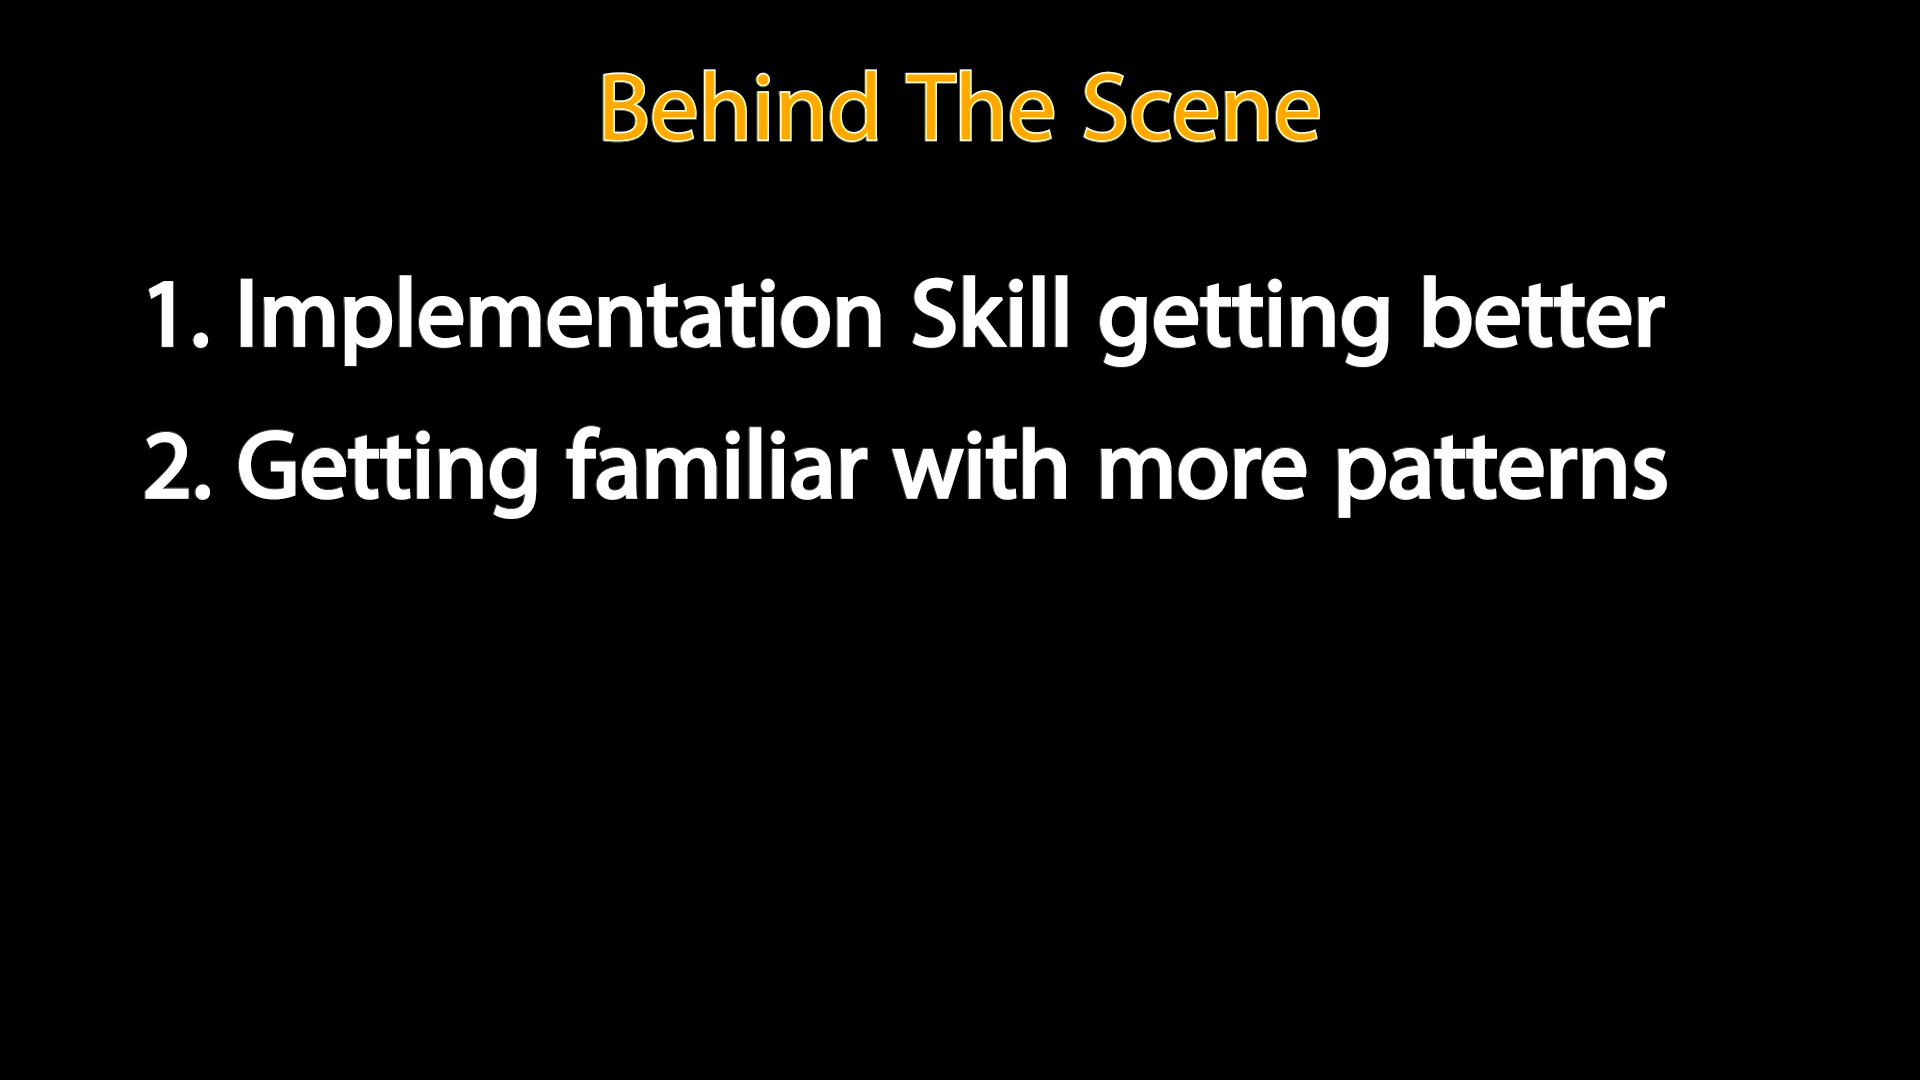 Behind The Scene
1. Implementation Skill getting better
2. Getting familiar with more patterns